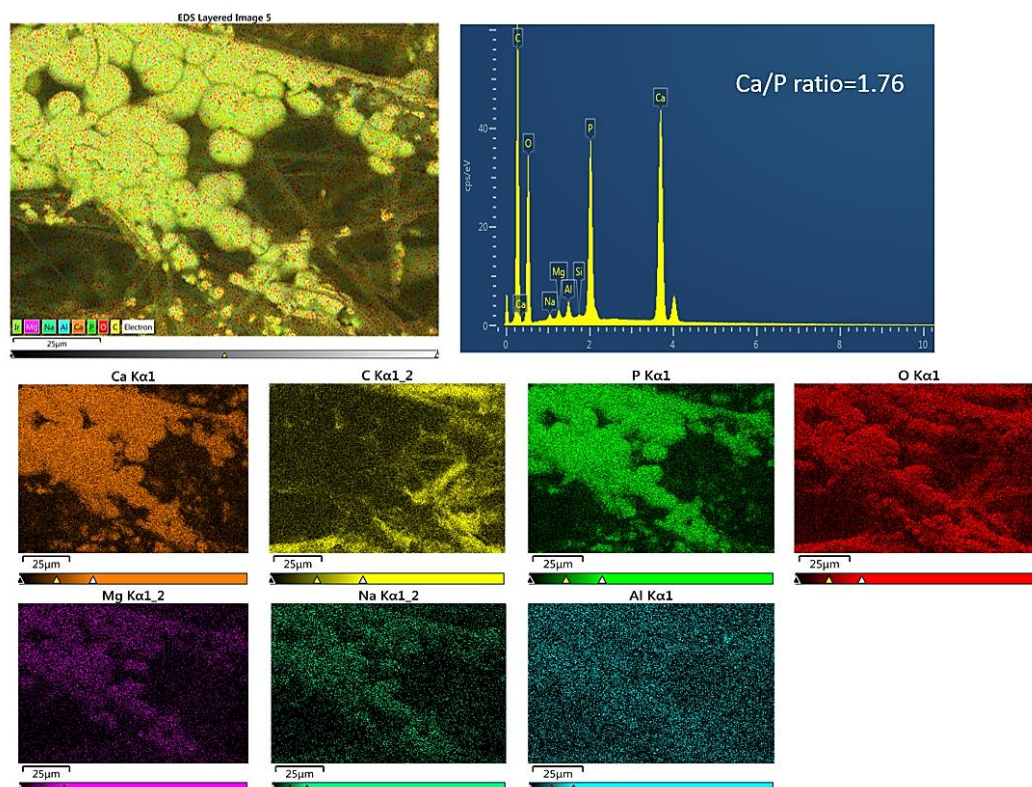 EDS Layered Image 5
Ir Mg Na Al Ca P O C Electron
25µm
Ca/P ratio=1.76
cps/eV
40
20
0
C
O
Ca
Na
Mg
Al
Si
P
Ca
0 2 4 6 8 10
Ca Kα1
C Kα1_2
P Kα1
O Kα1
25µm
25µm
25µm
25µm
Mg Kα1_2
Na Kα1_2
Al Kα1
25µm
25µm
25µm